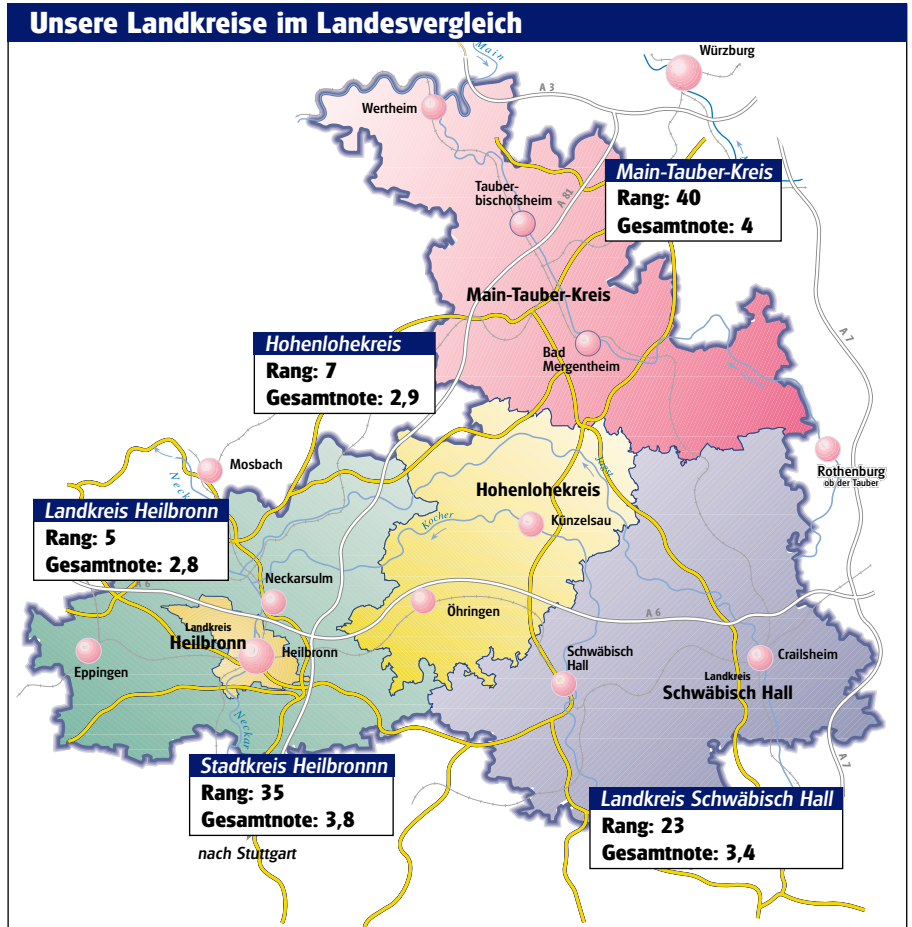 Unsere Landkreise im Landesvergleich
Main
Würzburg
A 3
Wertheim
Main-Tauber-Kreis
Rang: 40
Gesamtnote: 4
Tauber-
bischofsheim
A 81
Main-Tauber-Kreis
A 7
Hohenlohekreis
Rang: 7
Gesamtnote: 2,9
Bad
Mergentheim
Mosbach
Rothenburg
ob der Tauber
Jagst
Hohenlohekreis
Künzelsau
Kocher
Landkreis Heilbronn
Rang: 5
Gesamtnote: 2,8
A 6
Neckarsulm
Öhringen
A 6
Landkreis
Heilbronn
Heilbronn
Eppingen
Schwäbisch
Hall
Crailsheim
Landkreis
Schwäbisch Hall
Neckar
A 7
Stadtkreis Heilbronnn
Rang: 35
Gesamtnote: 3,8
nach Stuttgart
Landkreis Schwäbisch Hall
Rang: 23
Gesamtnote: 3,4